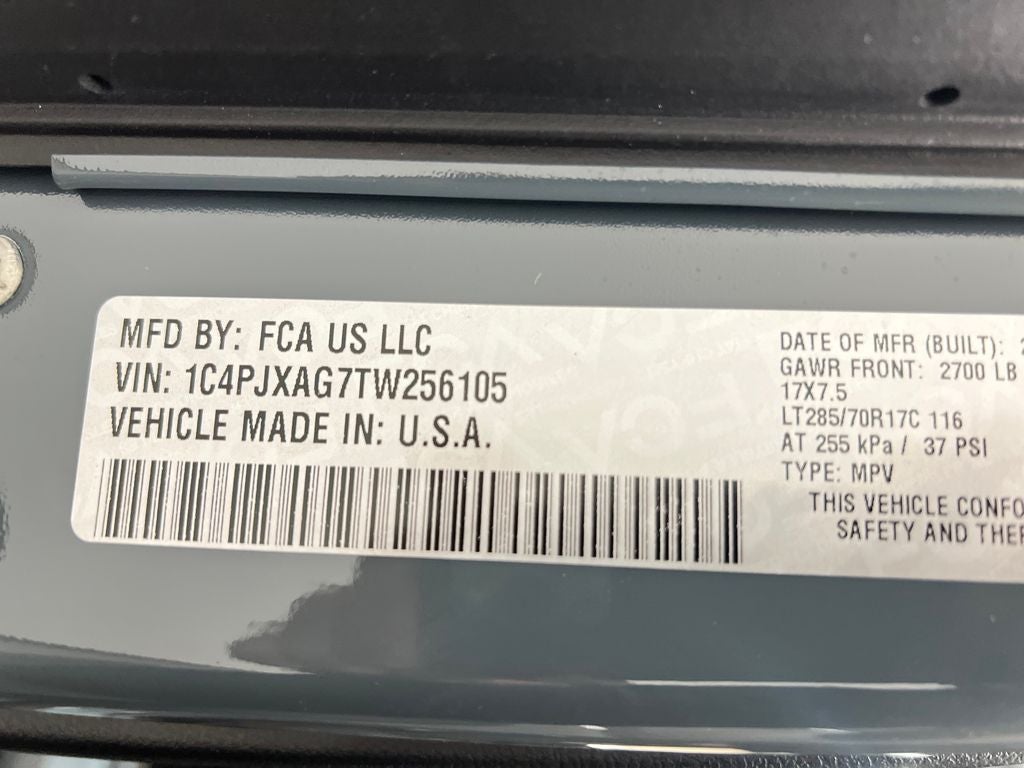 MFD BY: FCA US LLC
VIN: 1C4PJXAG7TW256105
VEHICLE MADE IN: U.S.A.
DATE OF MFR (BUILT):
GAWR FRONT: 2700 LB
17X7.5
LT285/70R17C 116
AT 255 kPa / 37 PSI
TYPE: MPV
THIS VEHICLE CONFO
SAFETY AND THEF